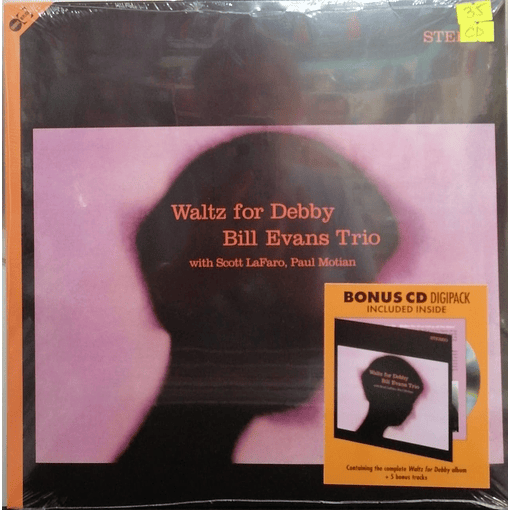 STE
35
CD
Waltz for Debby
Bill Evans Trio
with Scott LaFaro, Paul Motian
BONUS CD DIGIPACK
INCLUDED INSIDE
Waltz for Debby
Bill Evans Trio
Containing the complete Waltz for Debby album
+ 5 bonus tracks